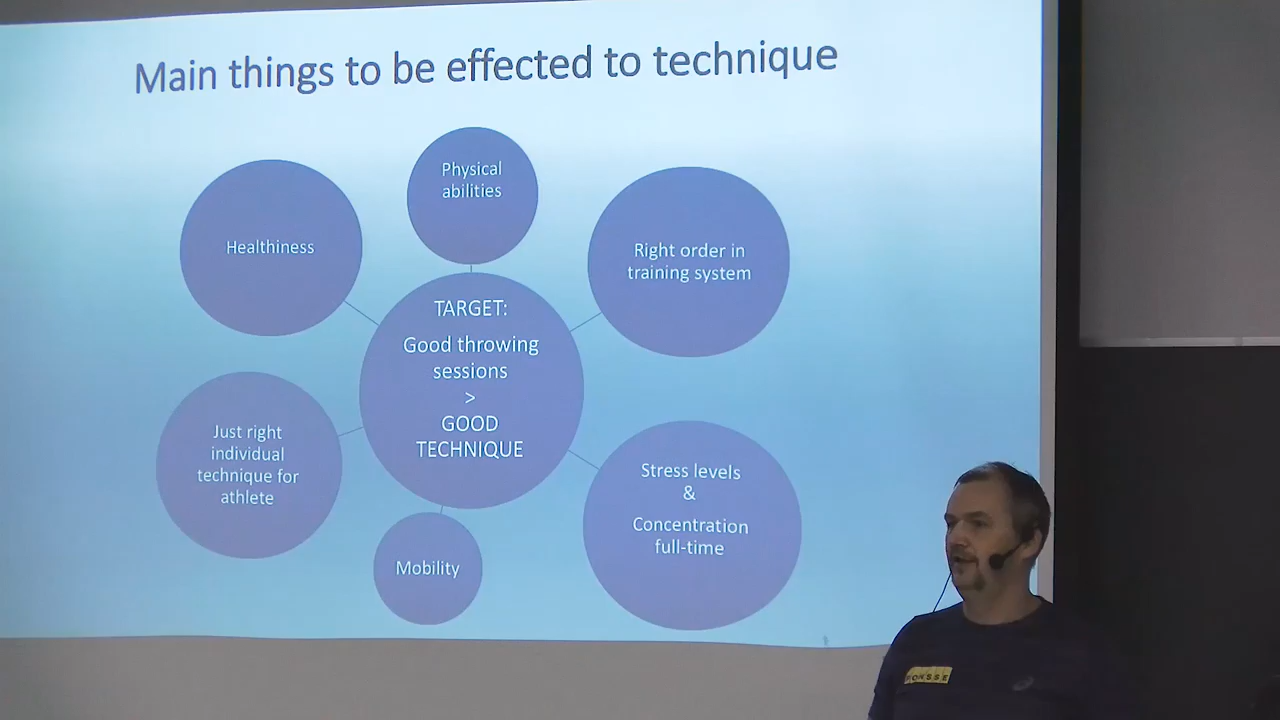 Main things to be effected to technique
Physical
abilities
Healthiness
Right order in
training system
TARGET:
Good throwing
sessions
>
GOOD
TECHNIQUE
Just right
individual
technique for
athlete
Stress levels
&
Concentration
full-time
Mobility